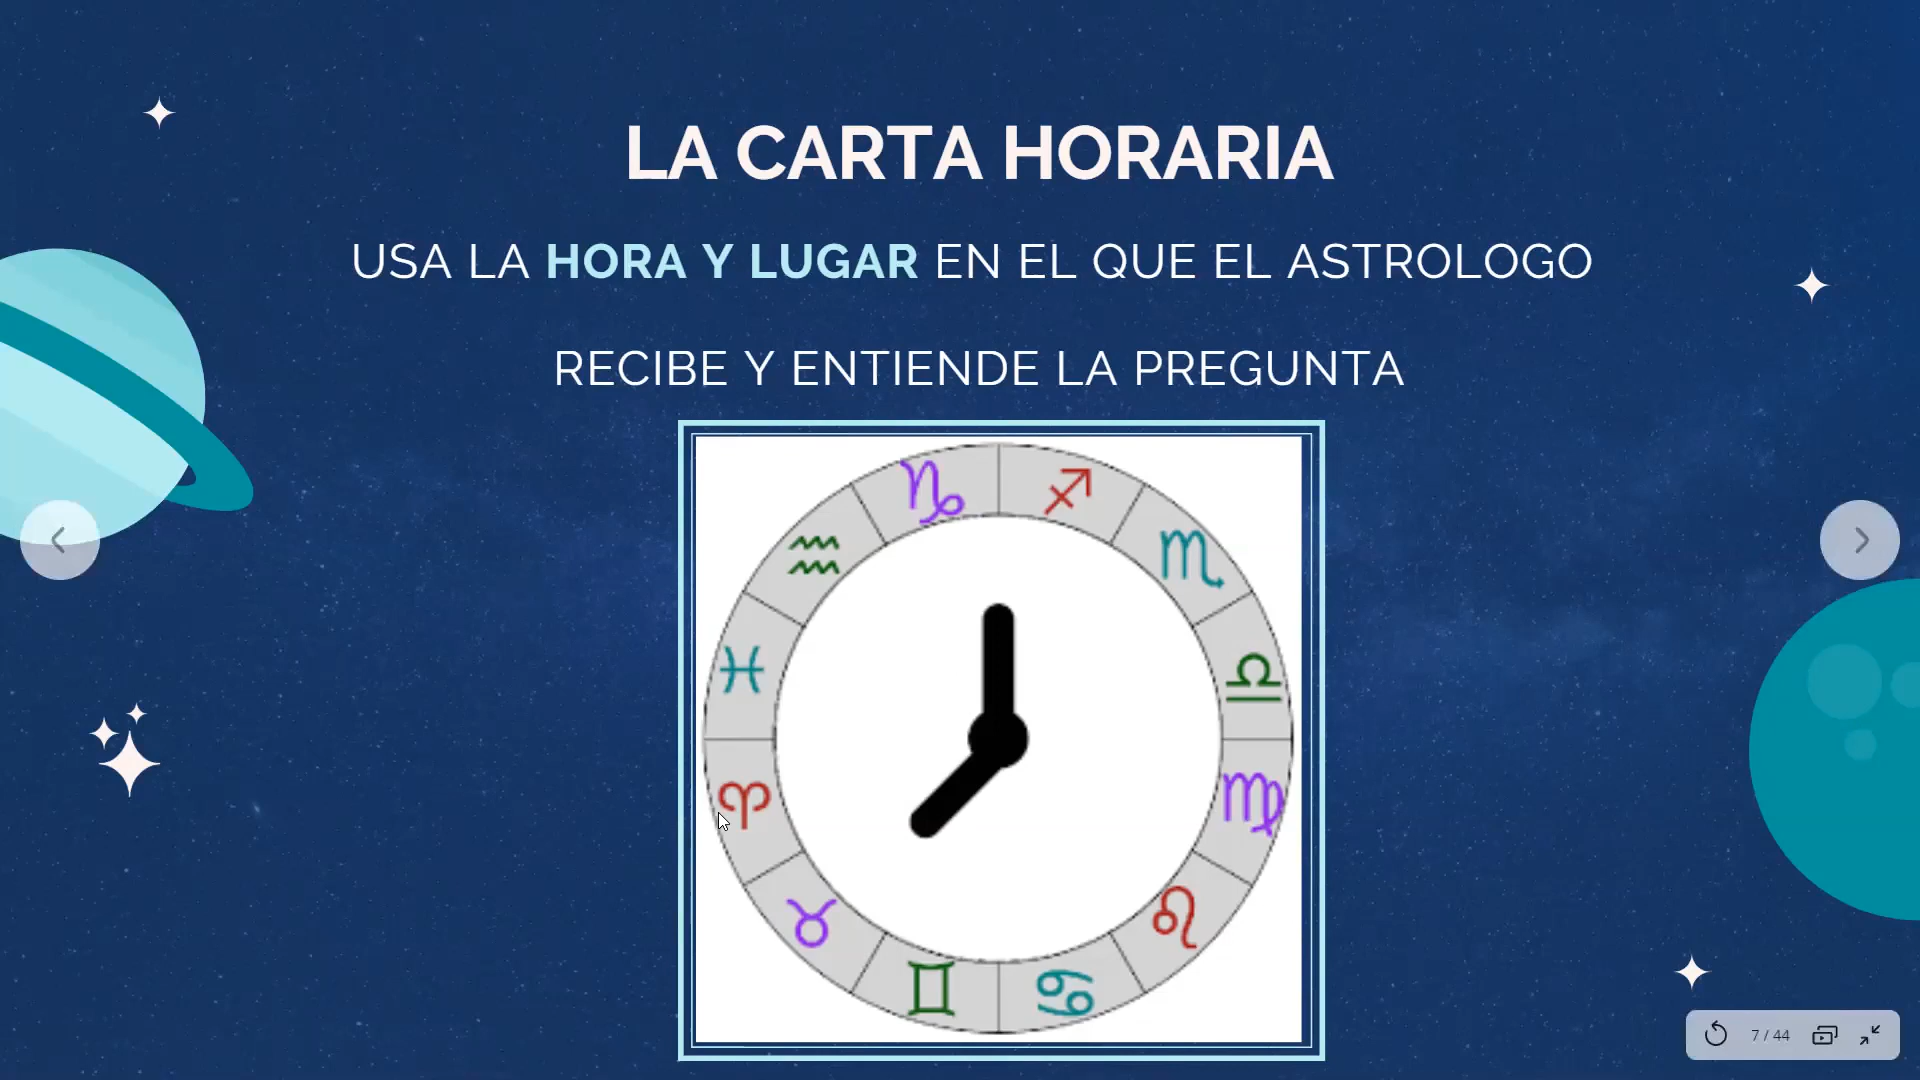 LA CARTA HORARIA
USA LA HORA Y LUGAR EN EL QUE EL ASTROLOGO
RECIBE Y ENTIENDE LA PREGUNTA
7 / 44